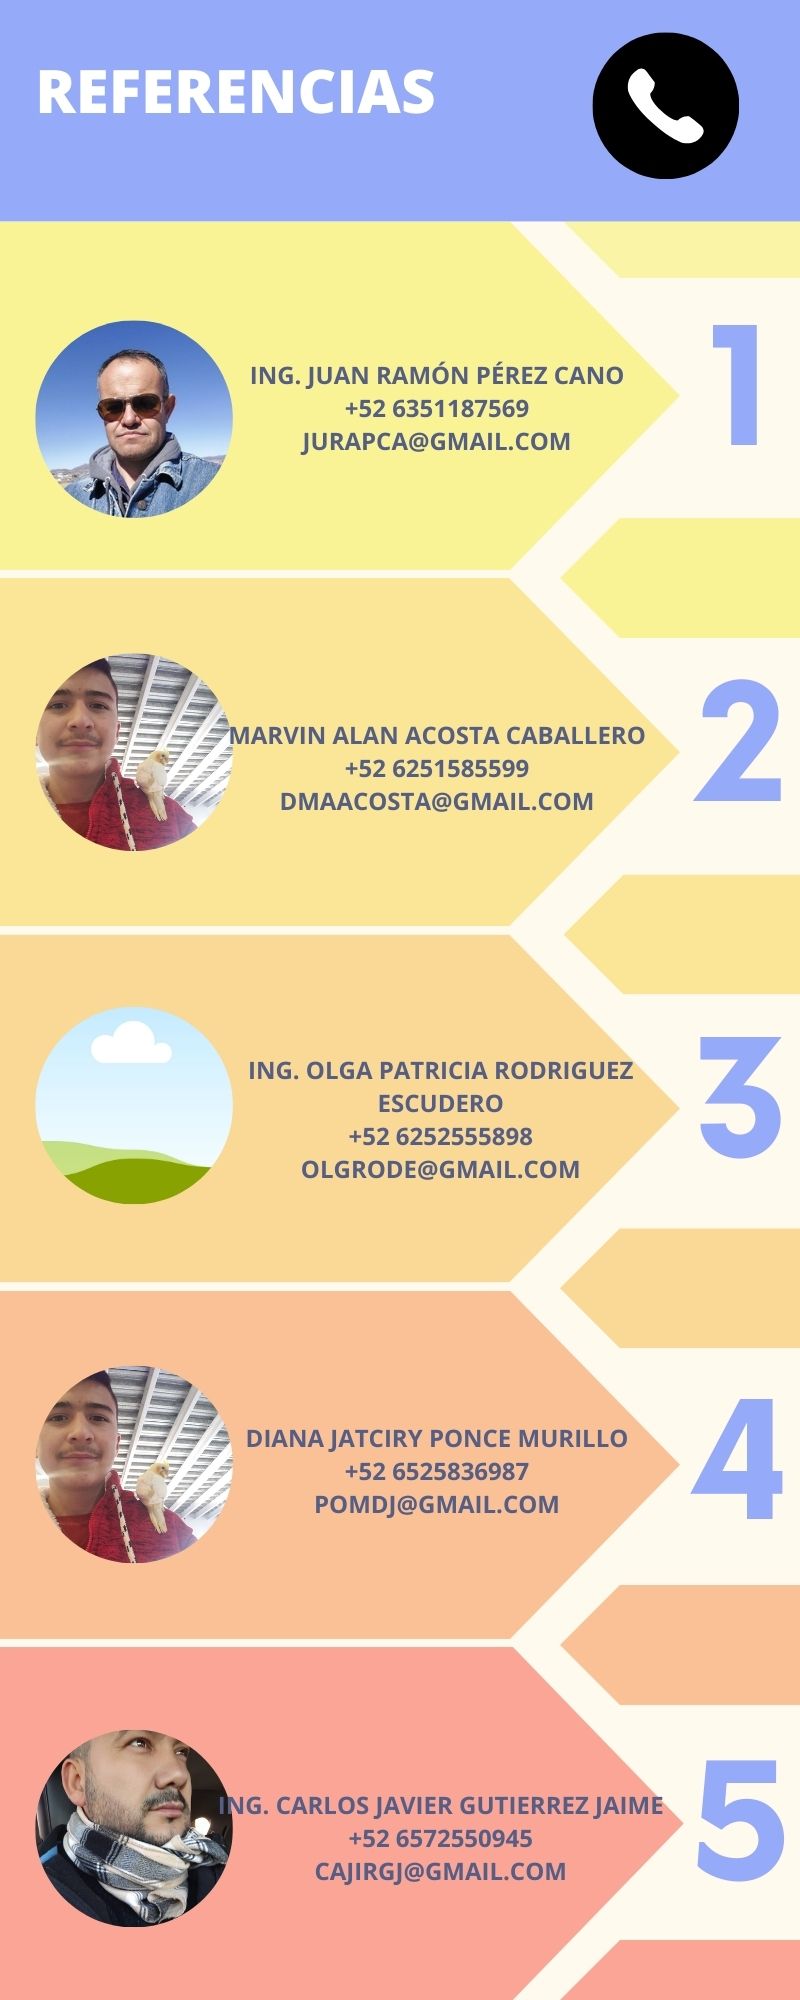 REFERENCIAS
ING. JUAN RAMÓN PÉREZ CANO
+52 6351187569
JURAPCA@GMAIL.COM
1
MARVIN ALAN ACOSTA CABALLERO
+52 6251585599
DMAACOSTA@GMAIL.COM
2
ING. OLGA PATRICIA RODRIGUEZ
ESCUDERO
+52 6252555898
OLGRODE@GMAIL.COM
3
DIANA JATCIRY PONCE MURILLO
+52 6525836987
POMDJ@GMAIL.COM
4
ING. CARLOS JAVIER GUTIERREZ JAIME
+52 6572550945
CAJIRGJ@GMAIL.COM
5